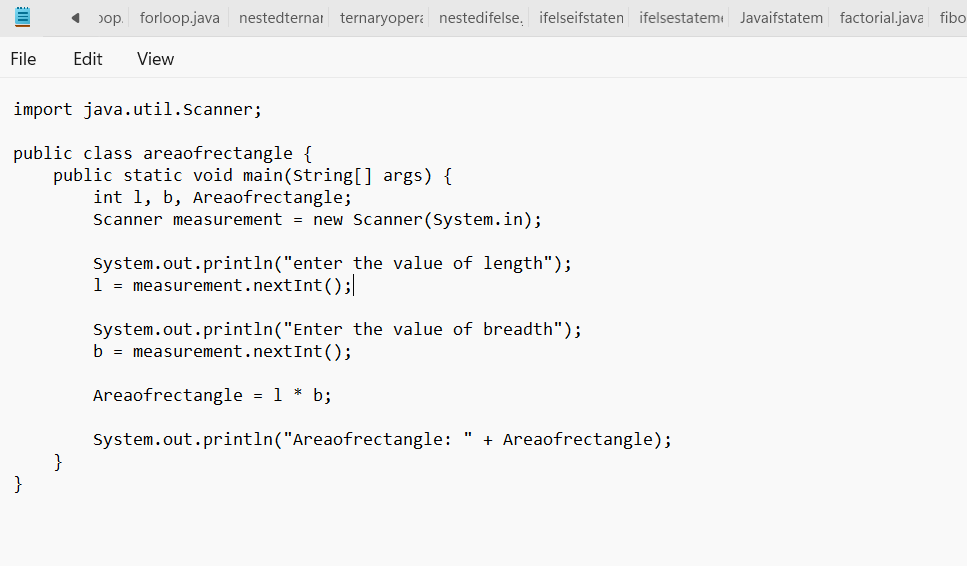 oop. forloop.java nestedternar ternaryopera nestedifelse. ifelseifstaten ifelsestateme Javaifstatem factorial.java fibo
File Edit View
import java.util.Scanner;
public class areaofrectangle {
    public static void main(String[] args) {
        int l, b, Areaofrectangle;
        Scanner measurement = new Scanner(System.in);
        System.out.println("enter the value of length");
        l = measurement.nextInt();
        System.out.println("Enter the value of breadth");
        b = measurement.nextInt();
        Areaofrectangle = l * b;
        System.out.println("Areaofrectangle: " + Areaofrectangle);
    }
}